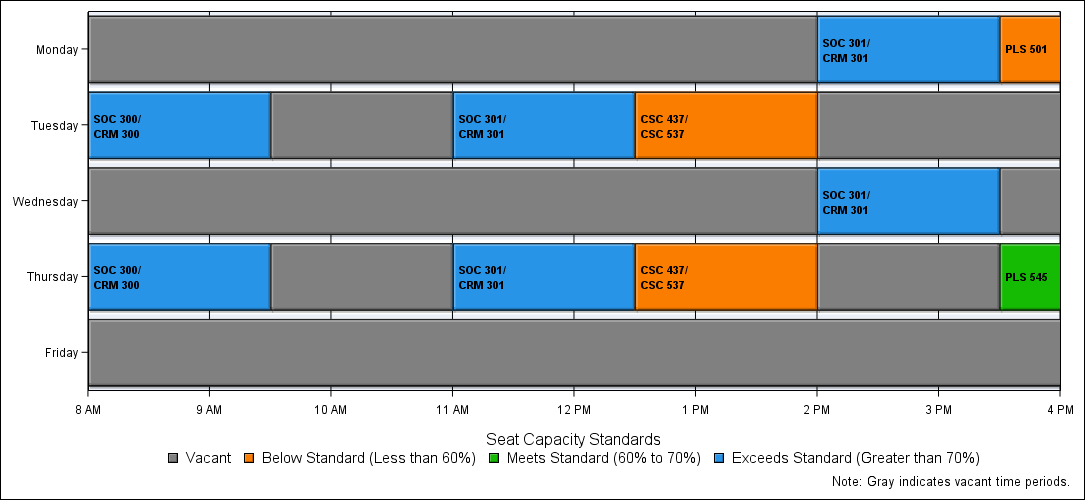 Monday
SOC 301/
CRM 301
PLS 501
Tuesday
SOC 300/
CRM 300
SOC 301/
CRM 301
CSC 437/
CSC 537
Wednesday
SOC 301/
CRM 301
Thursday
SOC 300/
CRM 300
SOC 301/
CRM 301
CSC 437/
CSC 537
PLS 545
Friday
8 AM 9 AM 10 AM 11 AM 12 PM 1 PM 2 PM 3 PM 4 PM
Seat Capacity Standards
Vacant Below Standard (Less than 60%) Meets Standard (60% to 70%) Exceeds Standard (Greater than 70%)
Note: Gray indicates vacant time periods.